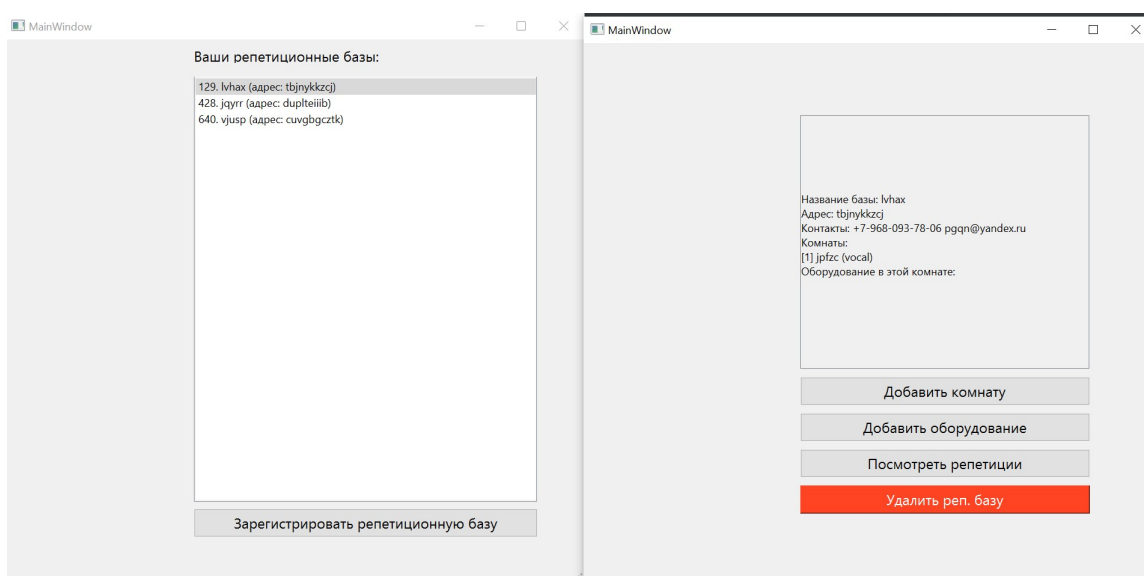 MainWindow
Ваши репетиционные базы:
129. lvhax (адрес: tbjnykkzcj)
428. jqyrr (адрес: duplteiiib)
640. vjusp (адрес: cuvgbgcztk)
Зарегистрировать репетиционную базу
MainWindow
Название базы: lvhax
Адрес: tbjnykkzcj
Контакты: +7-968-093-78-06 pgqn@yandex.ru
Комнаты:
[1] jpfzc (vocal)
Оборудование в этой комнате:
Добавить комнату
Добавить оборудование
Посмотреть репетиции
Удалить реп. базу